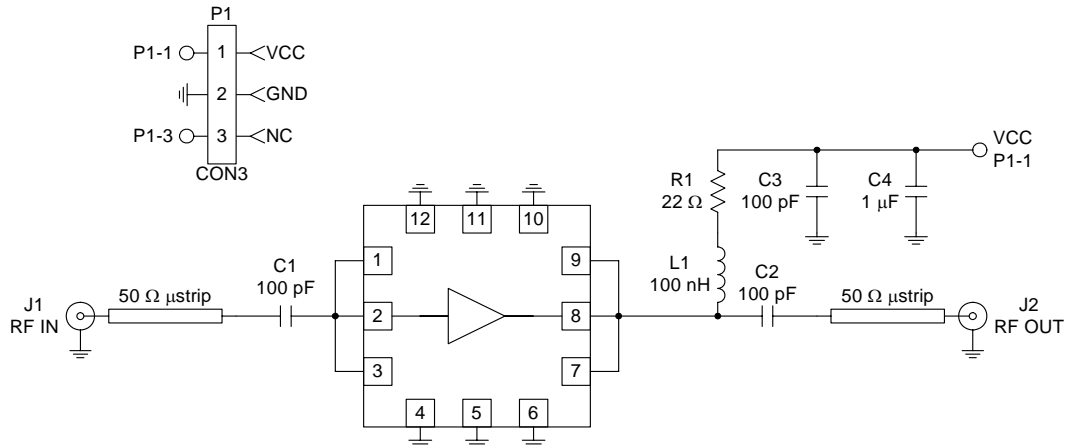 P1
P1-1
1
VCC
2
GND
P1-3
3
NC
CON3
VCC
P1-1
R1
22 Ω
C3
100 pF
C4
1 μF
12
11
10
1
9
C1
100 pF
L1
100 nH
C2
100 pF
J1
RF IN
50 Ω μstrip
2
8
50 Ω μstrip
J2
RF OUT
3
7
4
5
6